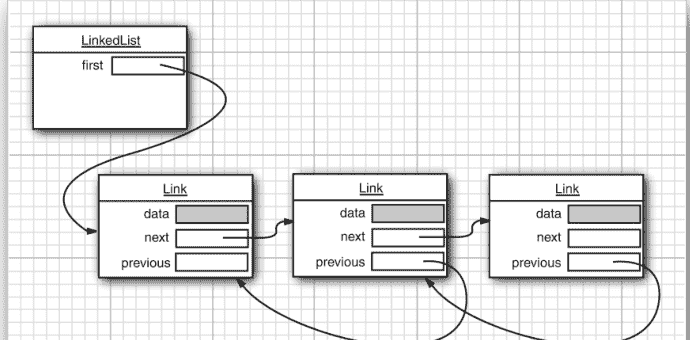 LinkedList
first
Link
data
next
previous
Link
data
next
previous
Link
data
next
previous